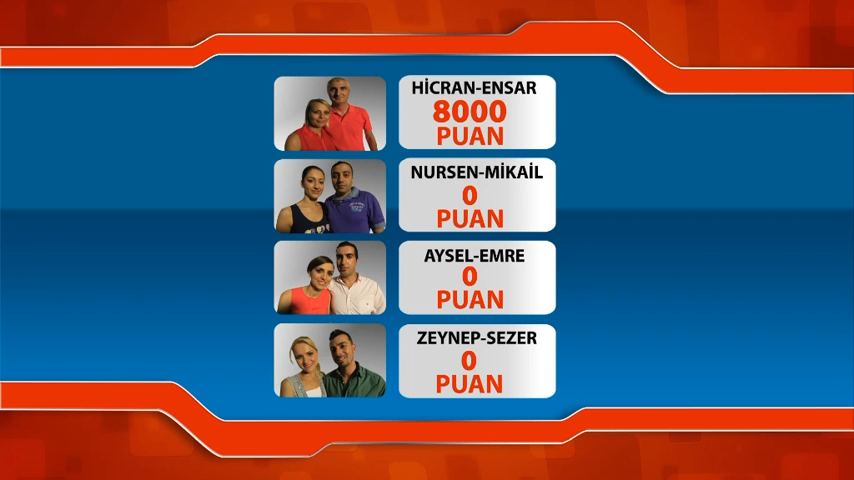 HİCRAN-ENSAR
8000
PUAN
NURSEN-MİKAİL
0
PUAN
AYSEL-EMRE
0
PUAN
ZEYNEP-SEZER
0
PUAN